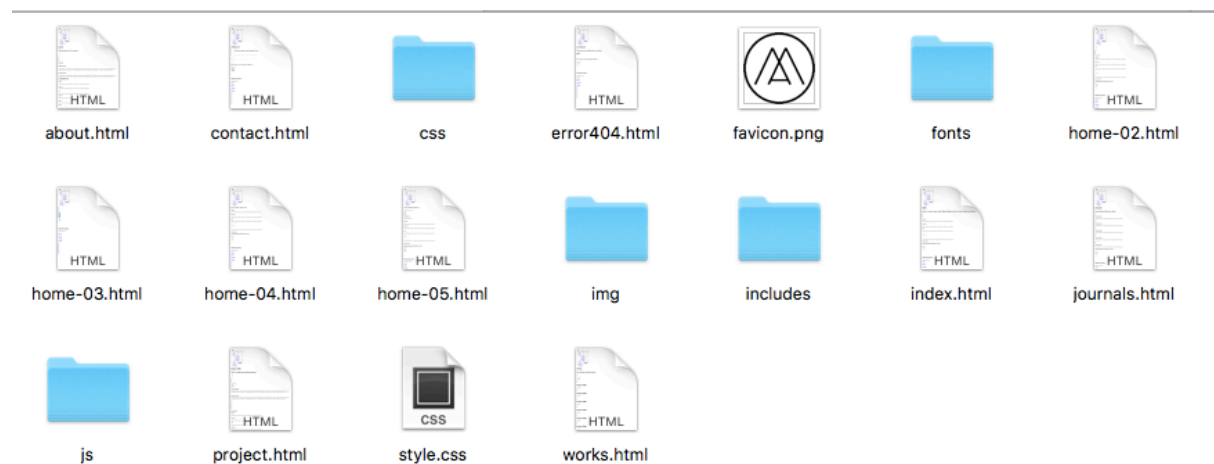 HTML
HTML
HTML
HTML
about.html
contact.html
css
error404.html
favicon.png
fonts
home-02.html
HTML
HTML
HTML
HTML
HTML
home-03.html
home-04.html
home-05.html
img
includes
index.html
journals.html
HTML
CSS
HTML
js
project.html
style.css
works.html